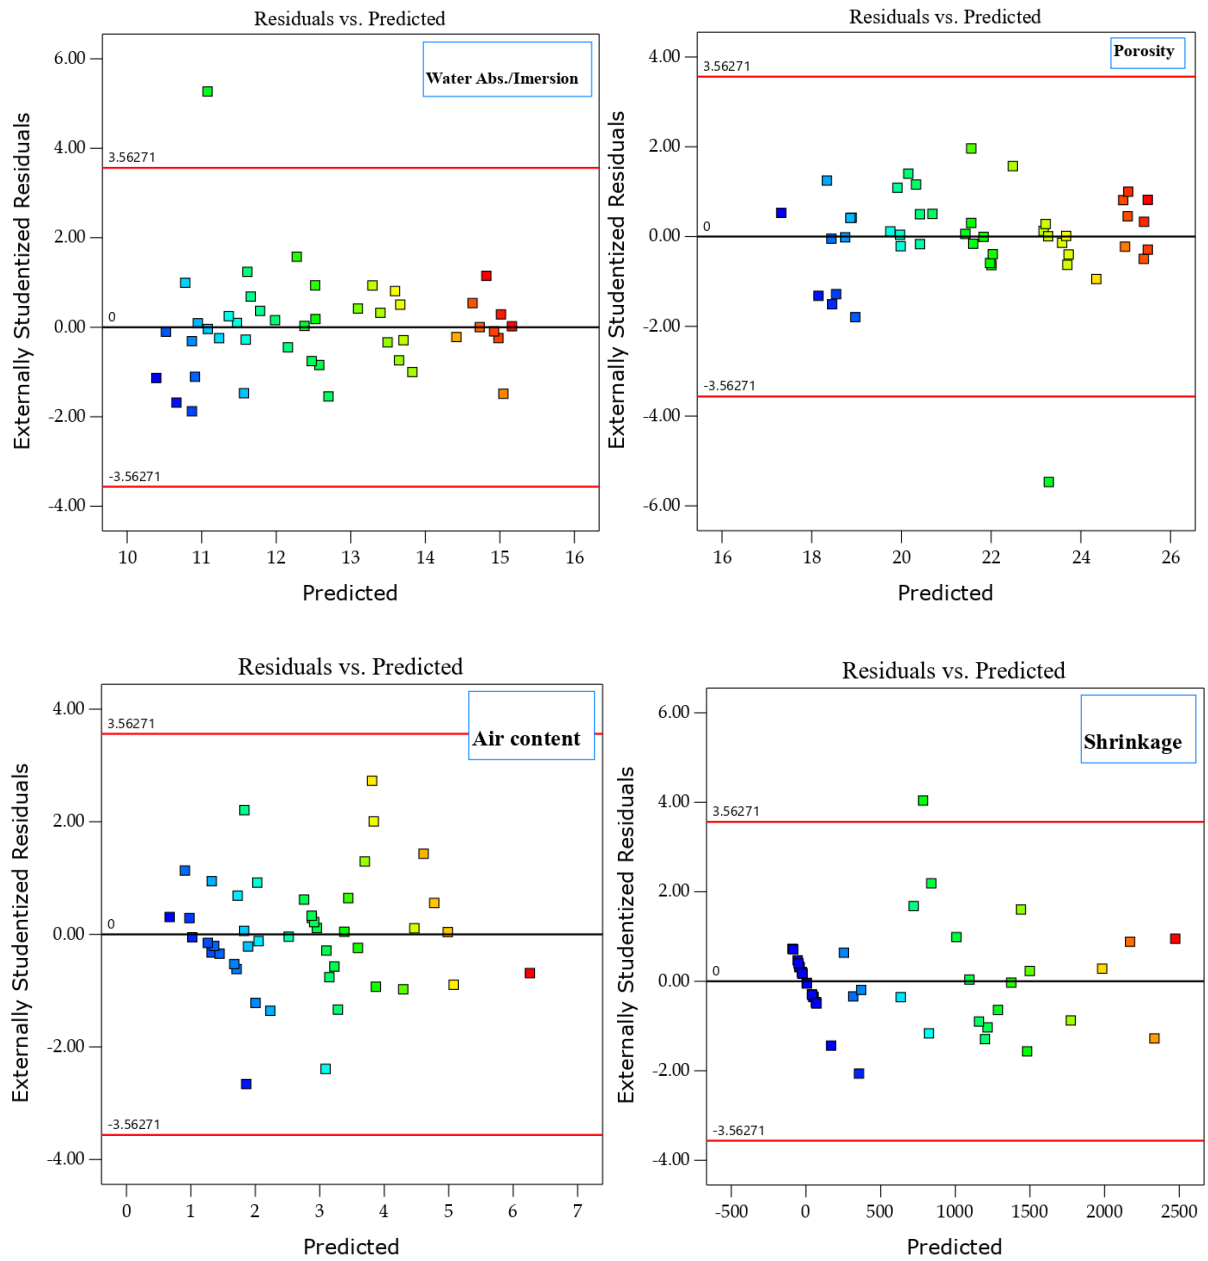 Residuals vs. Predicted
Water Abs./Imersion
Externally Studentized Residuals
6.00
4.00
2.00
0.00
-2.00
-4.00
3.56271
0
-3.56271
10 11 12 13 14 15 16
Predicted
Residuals vs. Predicted
Porosity
Externally Studentized Residuals
4.00
2.00
0.00
-2.00
-4.00
-6.00
3.56271
0
-3.56271
16 18 20 22 24 26
Predicted
Residuals vs. Predicted
Air content
Externally Studentized Residuals
4.00
2.00
0.00
-2.00
-4.00
3.56271
0
-3.56271
0 1 2 3 4 5 6 7
Predicted
Residuals vs. Predicted
Shrinkage
Externally Studentized Residuals
6.00
4.00
2.00
0.00
-2.00
-4.00
3.56271
0
-3.56271
-500 0 500 1000 1500 2000 2500
Predicted